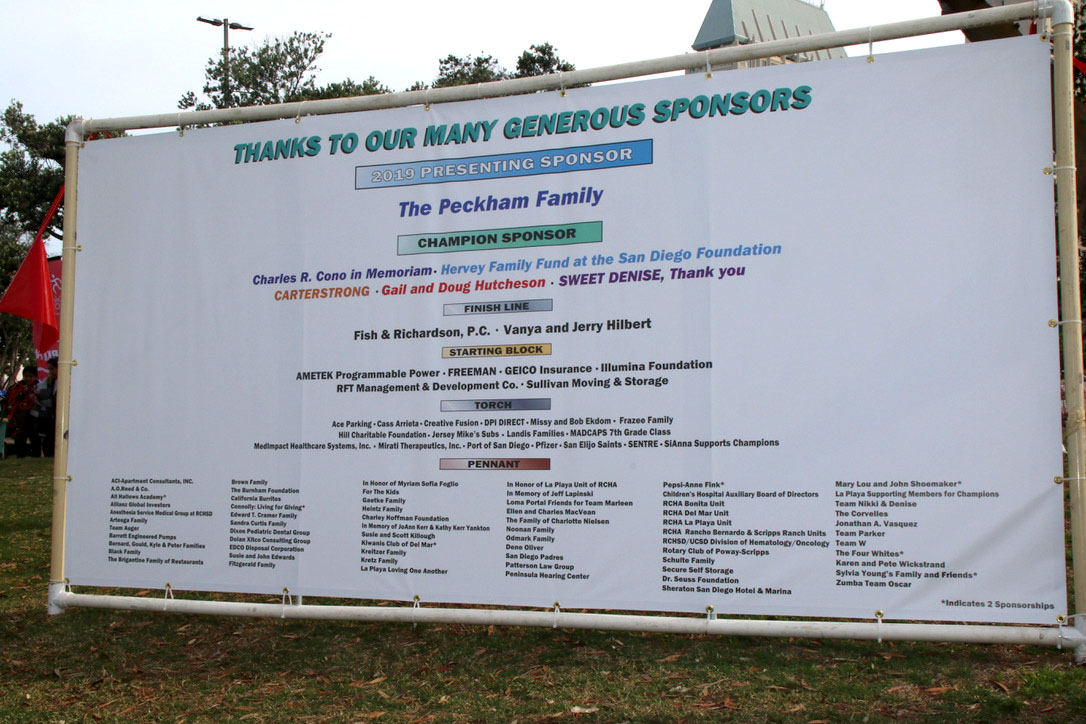 THANKS TO OUR MANY GENEROUS SPONSORS
2019 PRESENTING SPONSOR
The Peckham Family
CHAMPION SPONSOR
Charles R. Cono in Memoriam · Hervey Family Fund at the San Diego Foundation
CARTERSTRONG · Gail and Doug Hutcheson · SWEET DENISE, Thank you
FINISH LINE
Fish & Richardson, P.C. · Vanya and Jerry Hilbert
STARTING BLOCK
AMETEK Programmable Power · FREEMAN · GEICO Insurance · Illumina Foundation
RFT Management & Development Co. · Sullivan Moving & Storage
TORCH
Ace Parking · Cass Arrieta · Creative Fusion · DPI DIRECT · Missy and Bob Ekdom · Frazee Family
Hill Charitable Foundation · Jersey Mike's Subs · Landis Families · MADCAPS 7th Grade Class
MedImpact Healthcare Systems, Inc. · Mirati Therapeutics, Inc. · Port of San Diego · Pfizer · San Elijo Saints · SENTRE · SiAnna Supports Champions
PENNANT
ACI-Apartment Consultants, INC.
A.O.Reed & Co.
All Hallows Academy*
Allianz Global Investors
Anesthesia Service Medical Group at RCHSD
Arteaga Family
Team Auger
Barrett Engineered Pumps
Bernard, Gould, Kyle & Peter Families
Black Family
The Brigantine Family of Restaurants
Brown Family
The Burnham Foundation
California Burritos
Connolly: Living for Giving*
Edward T. Cramer Family
Sendra Curtis Family
Dixon Pediatric Dental Group
Dolan Xitco Consulting Group
EDCO Disposal Corporation
Susie and John Edwards
Fitzgerald Family
In Honor of Myriam Sofia Foglio
For The Kids
Gaetke Family
Heintz Family
Charley Hoffman Foundation
In Memory of JoAnn Kerr & Kathy Kerr Yankton
Susie and Scott Killough
Kiwanis Club of Del Mar*
Kreitzer Family
Kretz Family
La Playa Loving One Another
In Honor of La Playa Unit of RCHA
In Memory of Jeff Lapinski
Loma Portal Friends for Team Marleen
Ellen and Charles MacVean
The Family of Charlotte Nielsen
Noonan Family
Odmark Family
Dene Oliver
San Diego Padres
Patterson Law Group
Peninsula Hearing Center
Pepsi-Anne Fink*
Children's Hospital Auxiliary Board of Directors
RCHA Bonita Unit
RCHA Del Mar Unit
RCHA La Playa Unit
RCHA Rancho Bernardo & Scripps Ranch Units
RCHSD/UCSD Division of Hematology/Oncology
Rotary Club of Poway-Scripps
Schulte Family
Secure Self Storage
Dr. Seuss Foundation
Sheraton San Diego Hotel & Marina
Mary Lou and John Shoemaker*
La Playa Supporting Members for Champions
Team Nikki & Denise
The Corvelles
Jonathan A. Vasquez
Team Parker
Team W
The Four Whites*
Karen and Pete Wickstrand
Sylvia Young's Family and Friends*
Zumba Team Oscar
*Indicates 2 Sponsorships